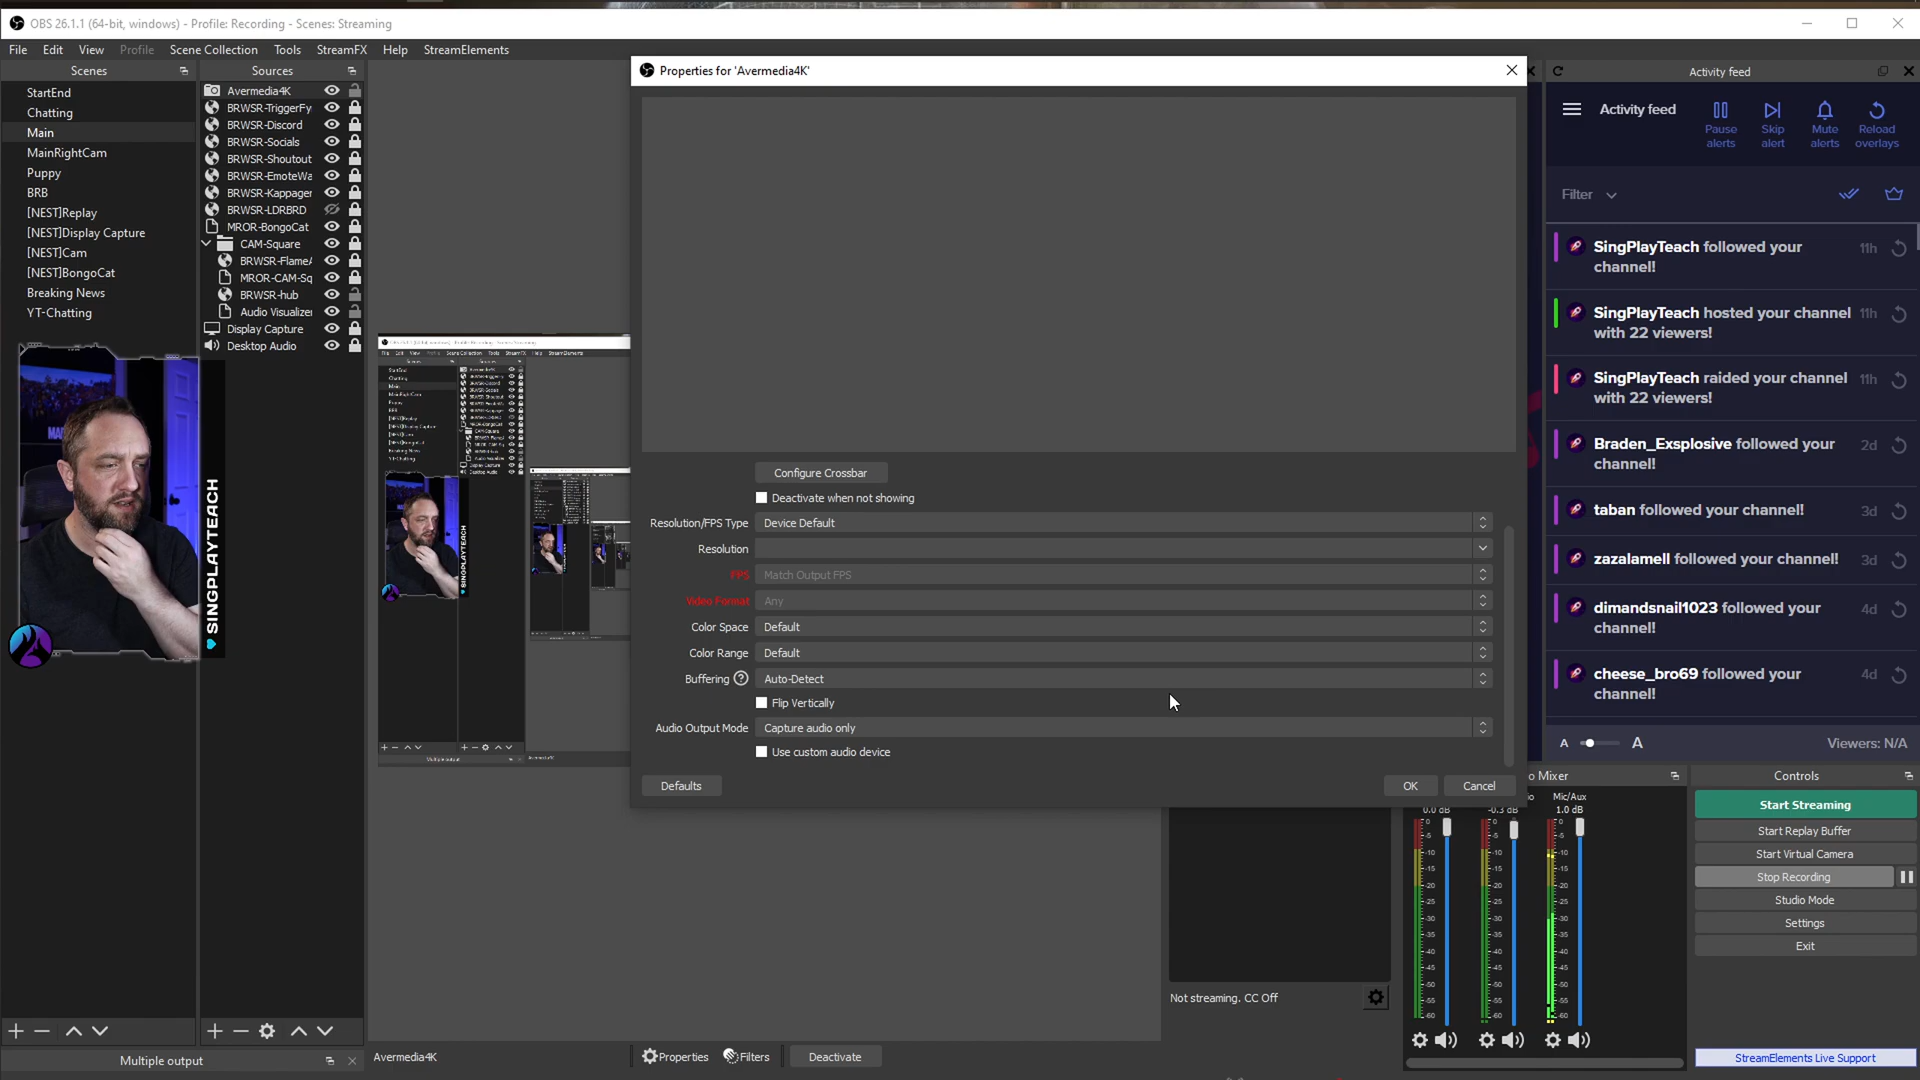 OBS 26.1.1 (64-bit, windows) - Profile: Recording - Scenes: Streaming
File Edit View Profile Scene Collection Tools StreamFX Help StreamElements
Scenes
StartEnd
Chatting
Main
MainRightCam
Puppy
BRB
[NEST]Replay
[NEST]Display Capture
[NEST]Cam
[NEST]BongoCat
Breaking News
YT-Chatting
SINGPLAYTEACH
Sources
Avermedia4K
BRWSR-TriggerFy
BRWSR-Discord
BRWSR-Socials
BRWSR-Shoutout
BRWSR-EmoteWa
BRWSR-Kappagen
BRWSR-LDRBRD
MROR-BongoCat
CAM-Square
BRWSR-FlameA
MROR-CAM-Sq
BRWSR-hub
Audio Visualizer
Display Capture
Desktop Audio
Properties for 'Avermedia4K'
Configure Crossbar
Deactivate when not showing
Resolution/FPS Type Device Default
Resolution
FPS Match Output FPS
Video Format Any
Color Space Default
Color Range Default
Buffering ? Auto-Detect
Flip Vertically
Audio Output Mode Capture audio only
Use custom audio device
Defaults OK Cancel
Activity feed
Activity feed
Pause alerts
Skip alert
Mute alerts
Reload overlays
Filter
SingPlayTeach followed your 11h
channel!
SingPlayTeach hosted your channel 11h
with 22 viewers!
SingPlayTeach raided your channel 11h
with 22 viewers!
Braden_Exsplosive followed your 2d
channel!
taban followed your channel! 3d
zazalamell followed your channel! 3d
dimandsnail1023 followed your 4d
channel!
cheese_bro69 followed your 4d
channel!
A A Viewers: N/A
o Mixer
io Mic/Aux
0.0 dB -0.3 dB 1.0 dB
Controls
Start Streaming
Start Replay Buffer
Start Virtual Camera
Stop Recording
Studio Mode
Settings
Exit
StreamElements Live Support
Not streaming. CC Off
Multiple output
Avermedia4K Properties Filters Deactivate